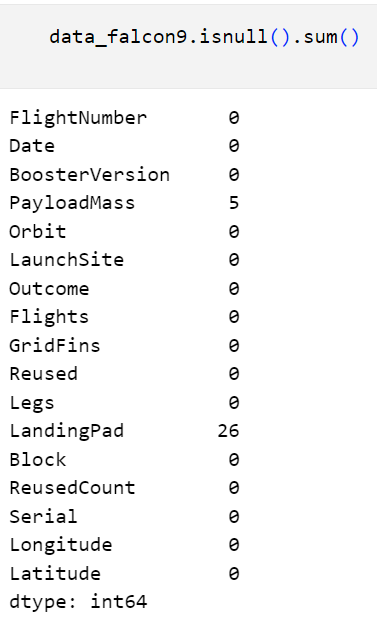 data_falcon9.isnull().sum()
FlightNumber 0
Date 0
BoosterVersion 0
PayloadMass 5
Orbit 0
LaunchSite 0
Outcome 0
Flights 0
GridFins 0
Reused 0
Legs 0
LandingPad 26
Block 0
ReusedCount 0
Serial 0
Longitude 0
Latitude 0
dtype: int64